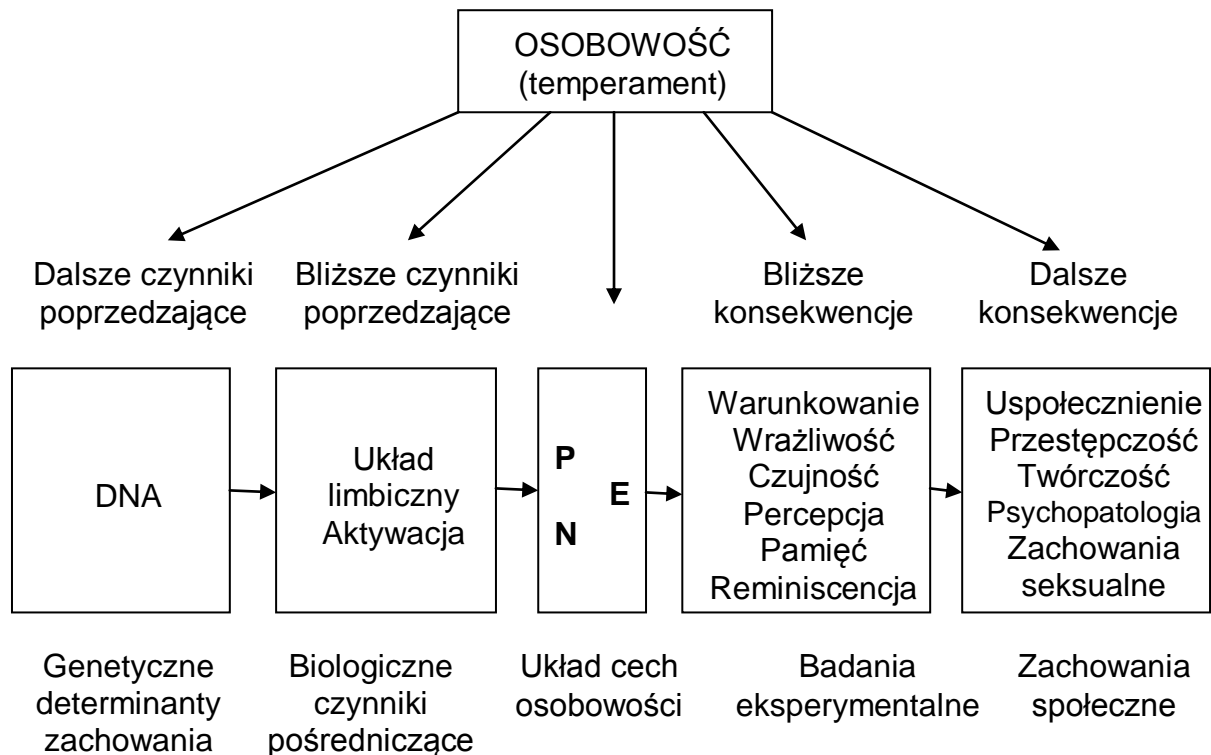 OSOBOWOŚĆ
(temperament)
Dalsze czynniki
poprzedzające
Bliższe czynniki
poprzedzające
Bliższe
konsekwencje
Dalsze
konsekwencje
DNA
Układ
limbiczny
Aktywacja
P
E
N
Warunkowanie
Wrażliwość
Czujność
Percepcja
Pamięć
Reminiscencja
Uspołecznienie
Przestępczość
Twórczość
Psychopatologia
Zachowania
seksualne
Genetyczne
determinanty
zachowania
Biologiczne
czynniki
pośredniczące
Układ cech
osobowości
Badania
eksperymentalne
Zachowania
społeczne